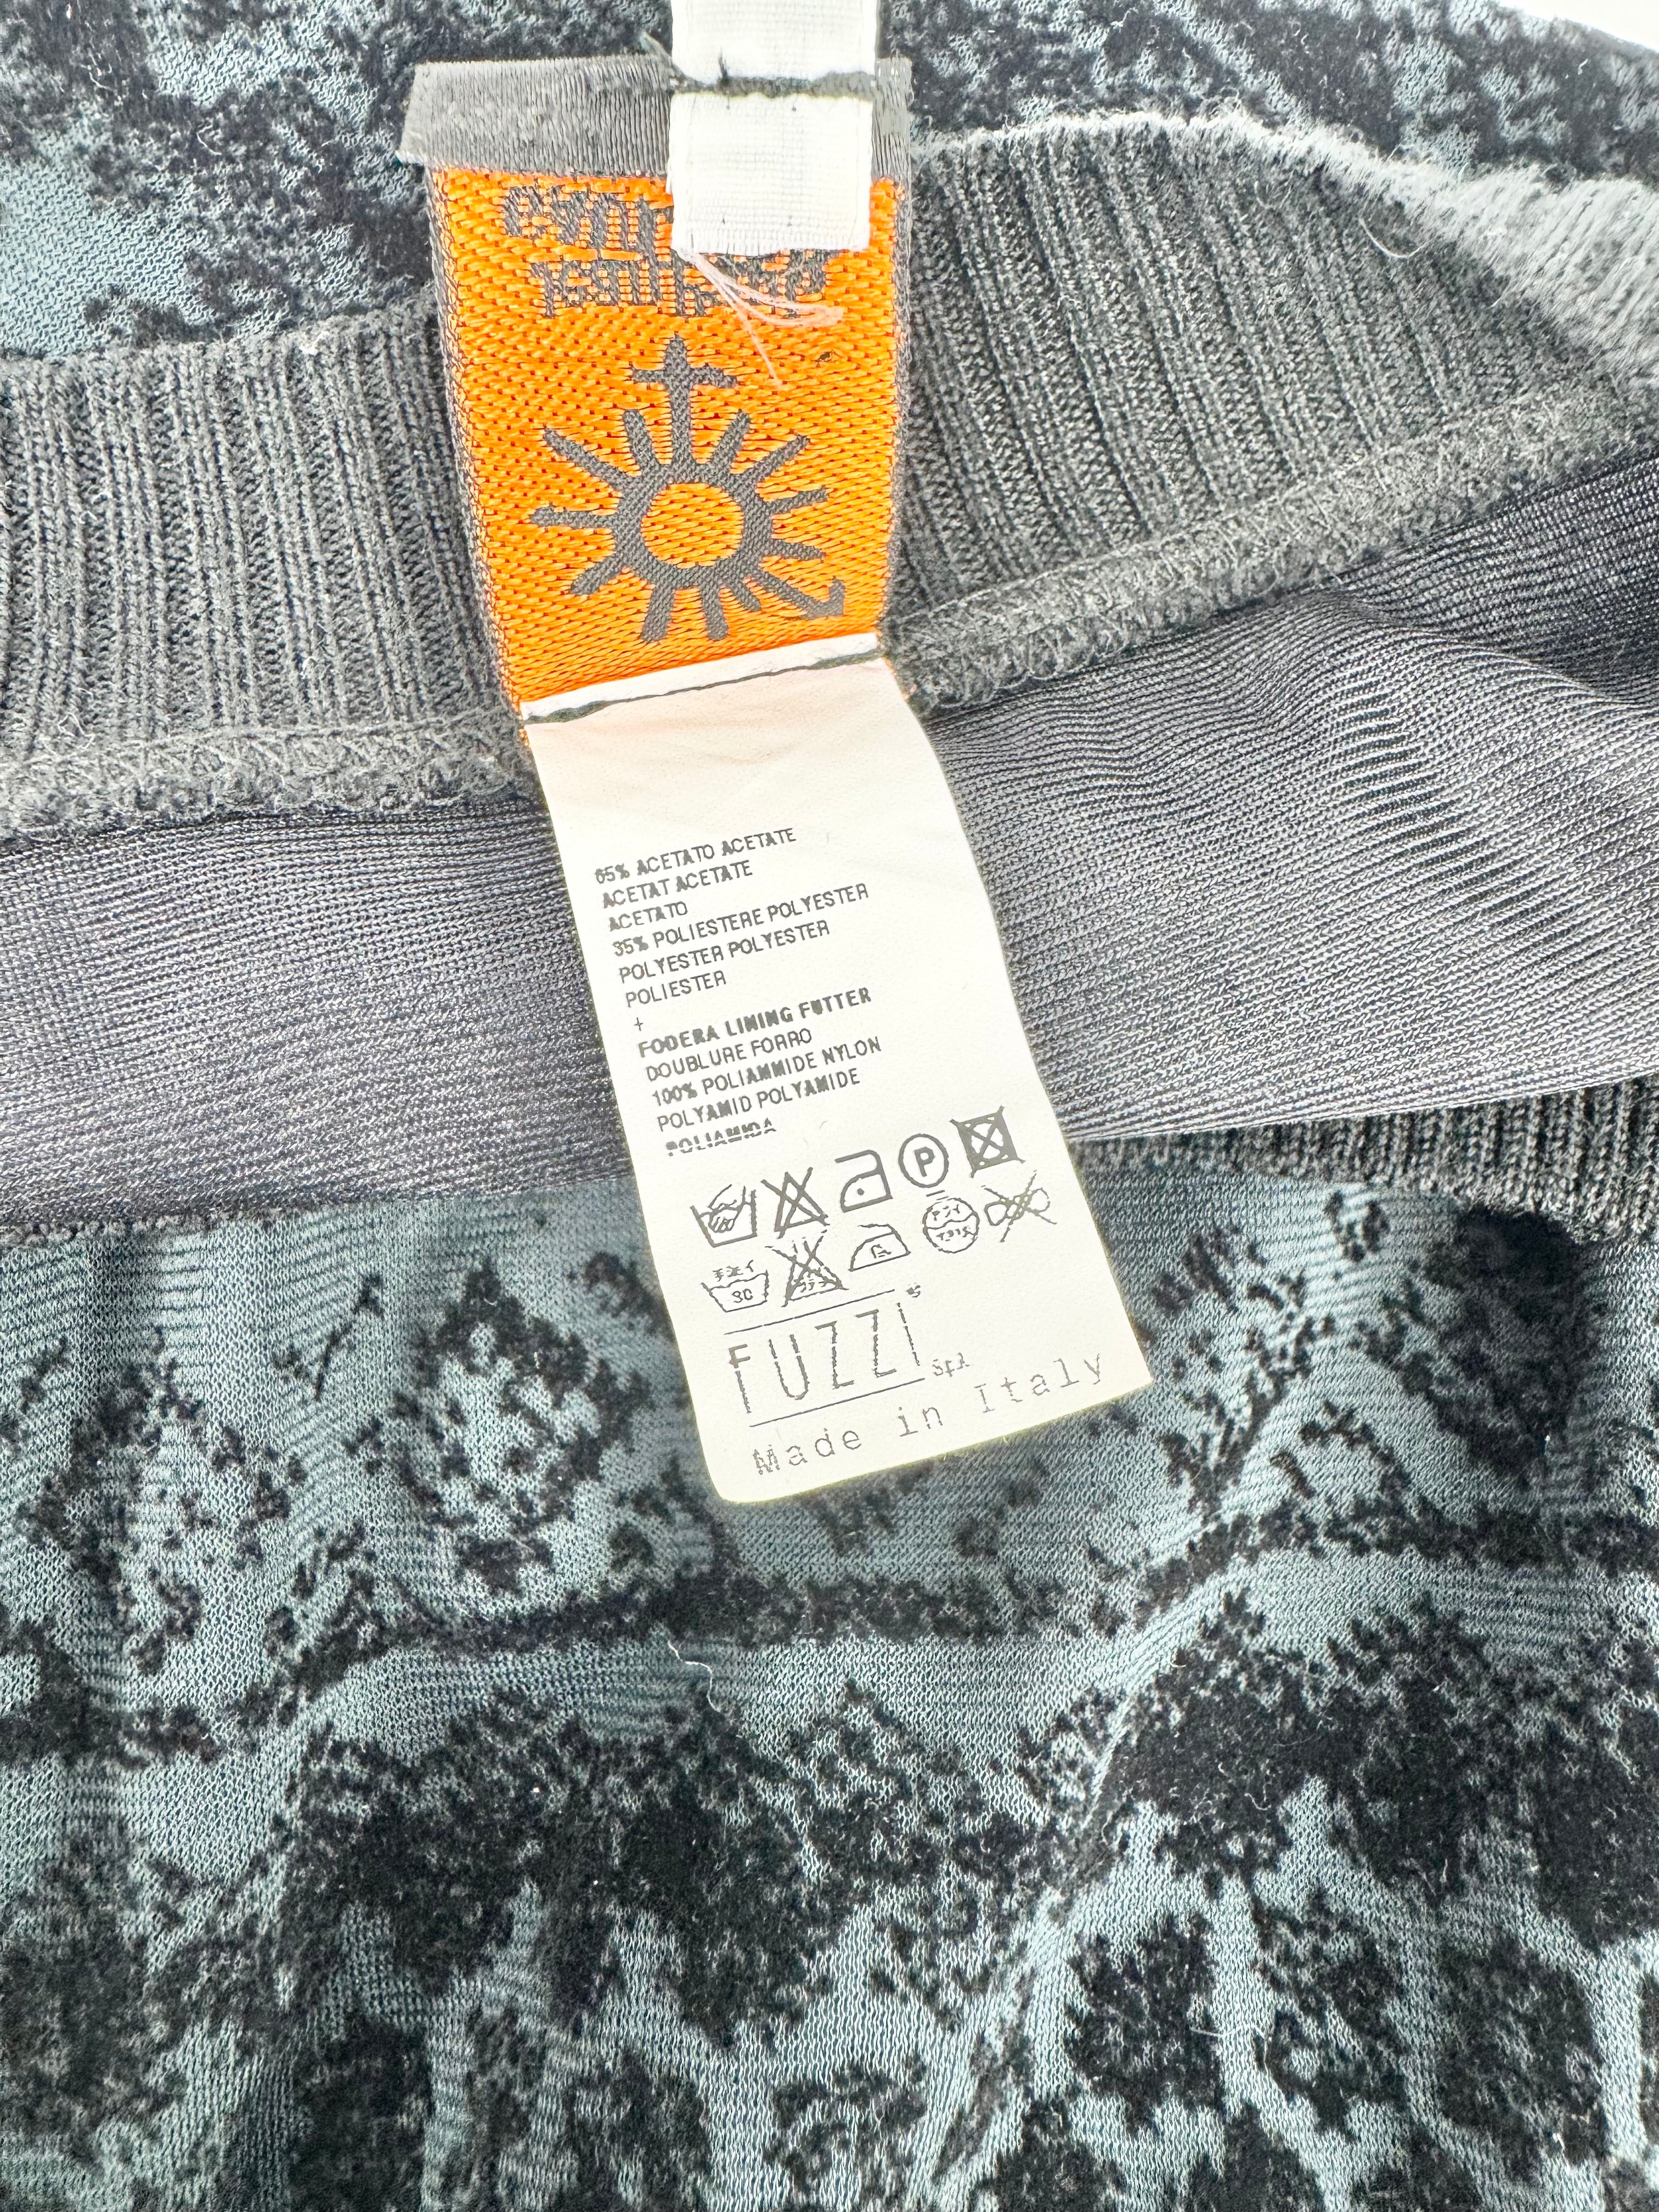 65% ACETATO ACETATE
ACETAT ACETATE
ACETATO
35% POLIESTERE POLYESTER
POLYESTER POLYESTER
POLIESTER
+
FODERA LINING FUTTER
DOUBLURE FORRO
100% POLIAMMIDE NYLON
POLYAMID POLYAMIDE
POLIAMIDA
P
30
FUZZI
SpA
Made in Italy